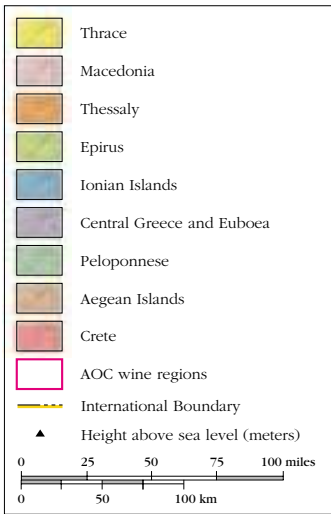 Thrace
Macedonia
Thessaly
Epirus
Ionian Islands
Central Greece and Euboea
Peloponnese
Aegean Islands
Crete
AOC wine regions
International Boundary
Height above sea level (meters)
0 25 50 75 100 miles
0 50 100 km